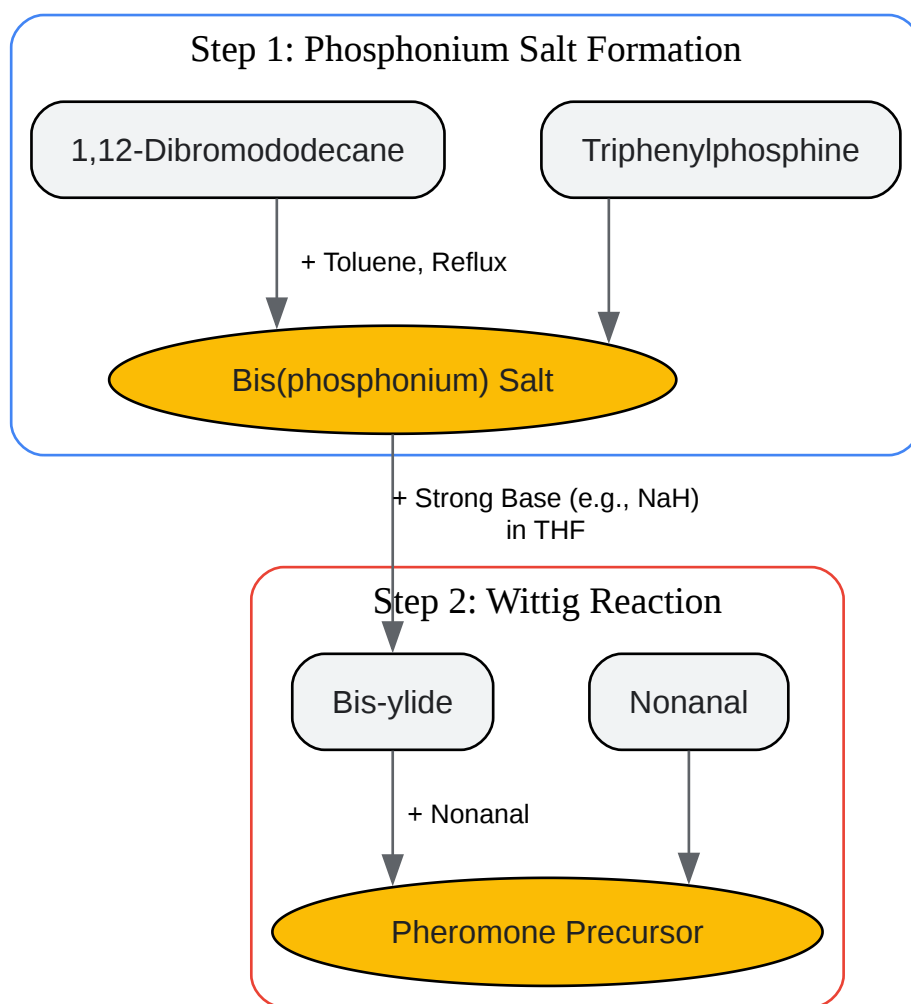 Step 1: Phosphonium Salt Formation
1,12-Dibromododecane
Triphenylphosphine
+ Toluene, Reflux
Bis(phosphonium) Salt
+ Strong Base (e.g., NaH)
in THF
Step 2: Wittig Reaction
Bis-ylide
Nonanal
+ Nonanal
Pheromone Precursor